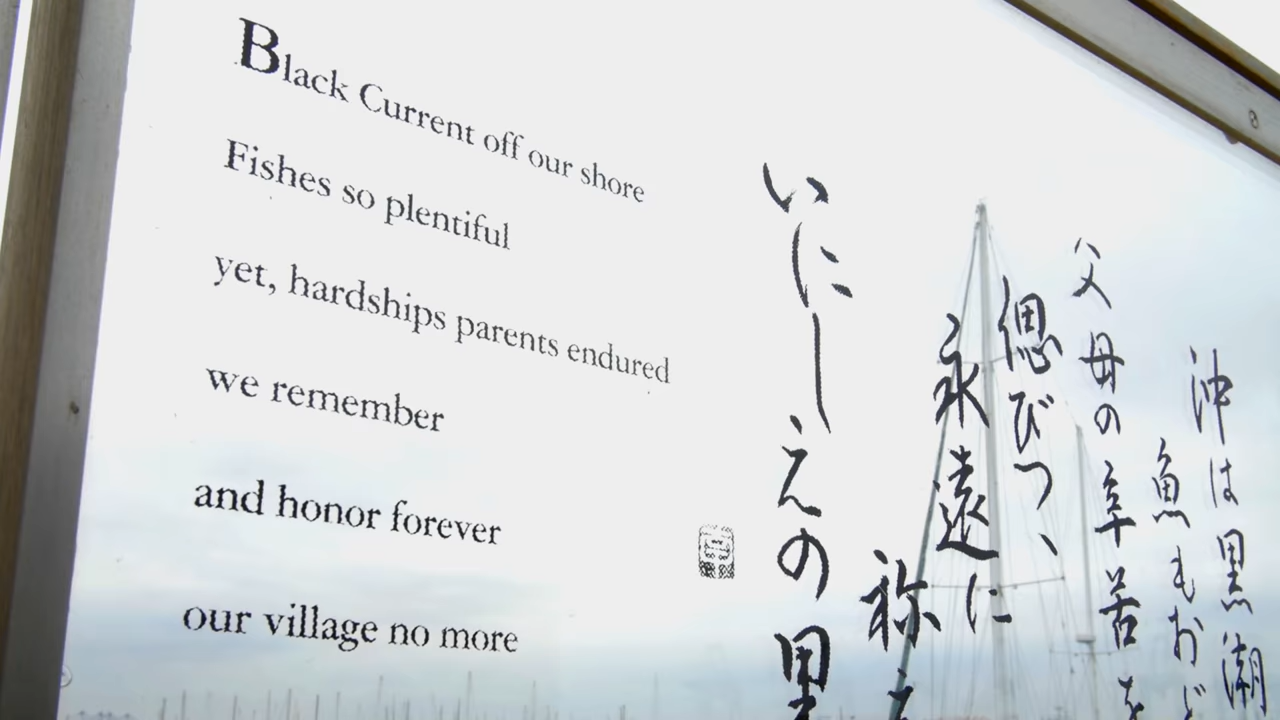 Black Current off our shore
Fishes so plentiful
yet, hardships parents endured
we remember
and honor forever
our village no more
沖は黒潮
魚もおど
父母の辛苦を
偲びつゝ
永遠に
称え
いにしえの里